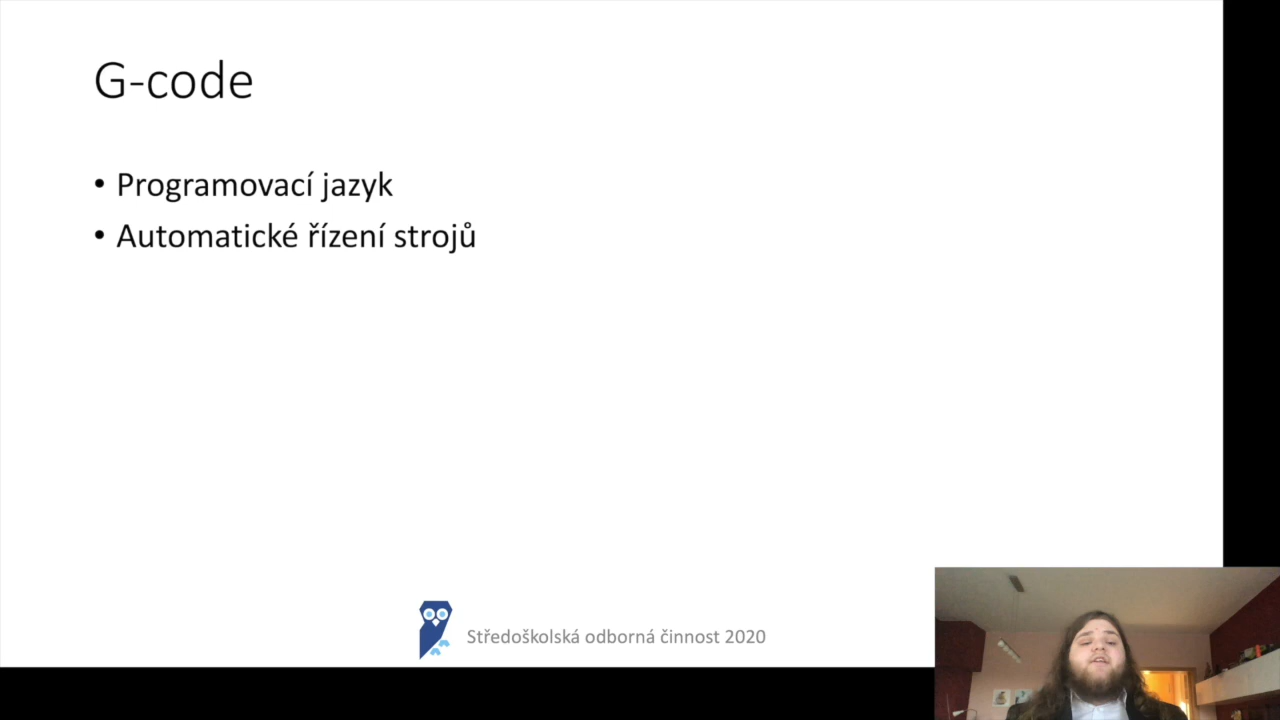 G-code
• Programovací jazyk
• Automatické řízení strojů
Středoškolská odborná činnost 2020